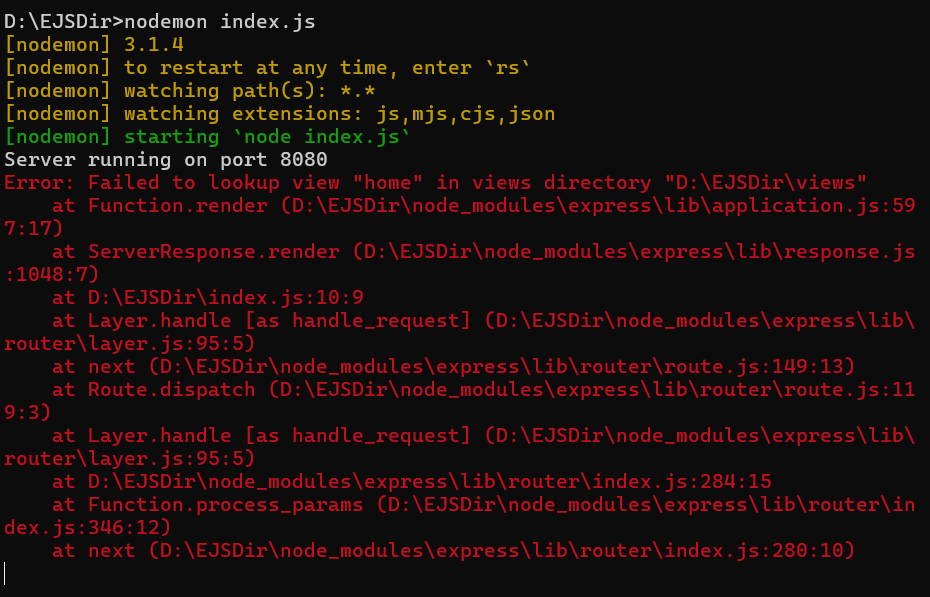 D:\EJSDir>nodemon index.js
[nodemon] 3.1.4
[nodemon] to restart at any time, enter `rs`
[nodemon] watching path(s): *.*
[nodemon] watching extensions: js,mjs,cjs,json
[nodemon] starting `node index.js`
Server running on port 8080
Error: Failed to lookup view "home" in views directory "D:\EJSDir\views"
    at Function.render (D:\EJSDir\node_modules\express\lib\application.js:59
7:17)
    at ServerResponse.render (D:\EJSDir\node_modules\express\lib\response.js
:1048:7)
    at D:\EJSDir\index.js:10:9
    at Layer.handle [as handle_request] (D:\EJSDir\node_modules\express\lib\
router\layer.js:95:5)
    at next (D:\EJSDir\node_modules\express\lib\router\route.js:149:13)
    at Route.dispatch (D:\EJSDir\node_modules\express\lib\router\route.js:11
9:3)
    at Layer.handle [as handle_request] (D:\EJSDir\node_modules\express\lib\
router\layer.js:95:5)
    at D:\EJSDir\node_modules\express\lib\router\index.js:284:15
    at Function.process_params (D:\EJSDir\node_modules\express\lib\router\in
dex.js:346:12)
    at next (D:\EJSDir\node_modules\express\lib\router\index.js:280:10)